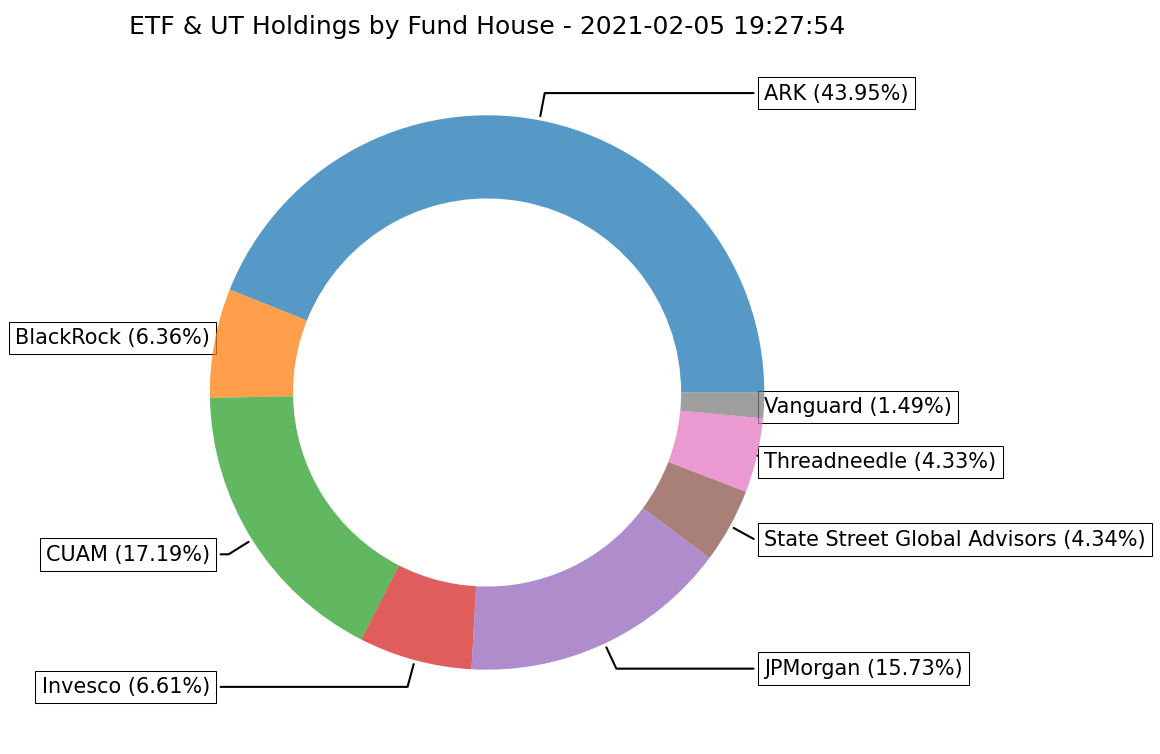 ETF & UT Holdings by Fund House - 2021-02-05 19:27:54
ARK (43.95%)
BlackRock (6.36%)
Vanguard (1.49%)
Threadneedle (4.33%)
State Street Global Advisors (4.34%)
CUAM (17.19%)
JPMorgan (15.73%)
Invesco (6.61%)